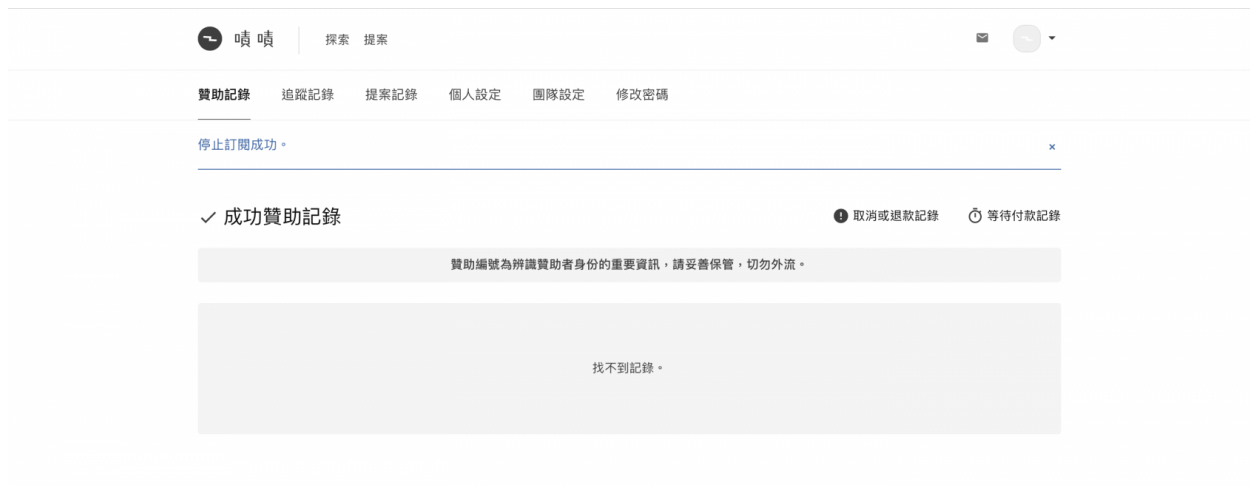 嘖嘖 探索 提案
贊助記錄 追蹤記錄 提案記錄 個人設定 團隊設定 修改密碼
停止訂閱成功。 ×
成功贊助記錄 取消或退款記錄 等待付款記錄
贊助編號為辨識贊助者身份的重要資訊，請妥善保管，切勿外流。
找不到記錄。